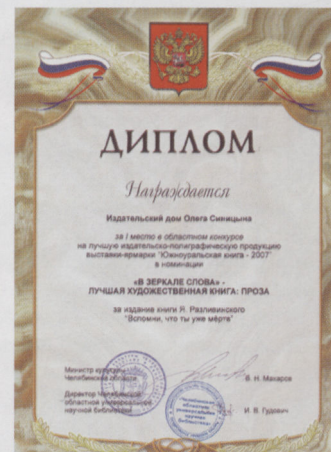 ДИПЛОМ
Награждается
Издательский дом Олега Синицына
за I место в областном конкурсе
на лучшую издательско-полиграфическую продукцию
выставки-ярмарки "Южноуральская книга - 2007"
в номинации
«В ЗЕРКАЛЕ СЛОВА» -
ЛУЧШАЯ ХУДОЖЕСТВЕННАЯ КНИГА: ПРОЗА
за издание книги Я. Разливинского
"Вспомни, что ты уже мёртв"
Министр культуры
Челябинской области
В. Н. Макаров
Директор Челябинской
областной универсальной
научной библиотеки
И. В. Гудович